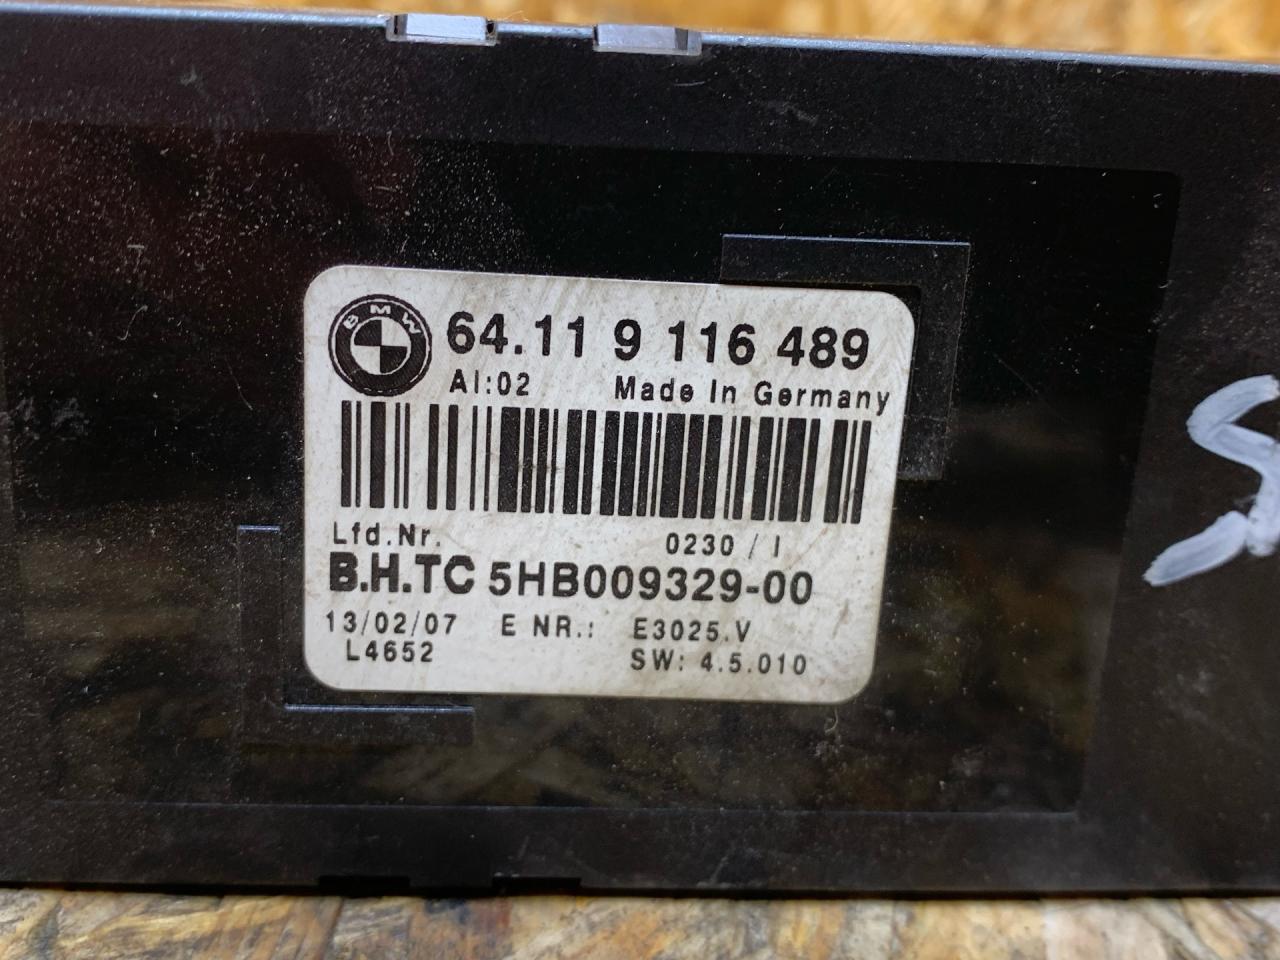 BMW
64.11 9 116 489
AI:02 Made In Germany
Lfd.Nr. 0230 / I
B.H.TC 5HB009329-00
13/02/07 E NR.: E3025.V
L4652 SW: 4.5.010